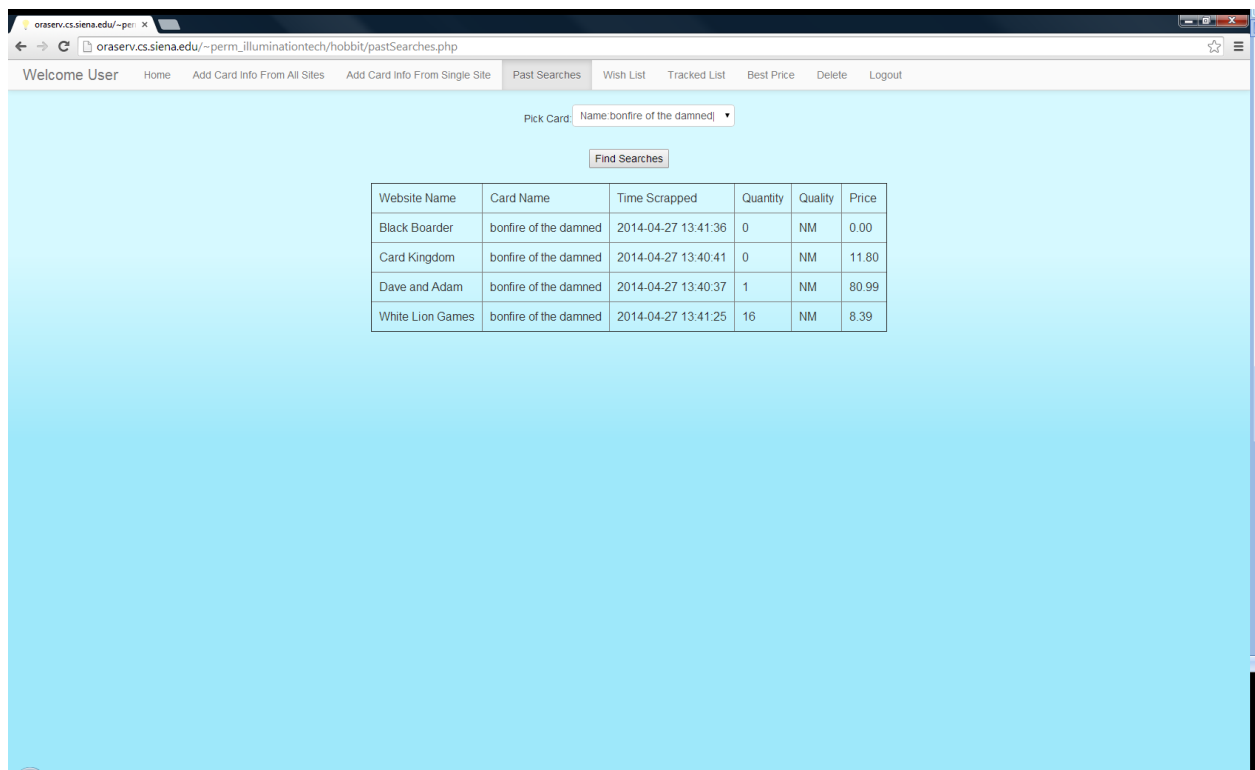 oraserv.cs.siena.edu/~pen
oraserv.cs.siena.edu/~perm_illuminationtech/hobbit/pastSearches.php
Welcome User Home Add Card Info From All Sites Add Card Info From Single Site Past Searches Wish List Tracked List Best Price Delete Logout
Pick Card: Name:bonfire of the damned|
Find Searches
Website Name Card Name Time Scrapped Quantity Quality Price
Black Boarder bonfire of the damned 2014-04-27 13:41:36 0 NM 0.00
Card Kingdom bonfire of the damned 2014-04-27 13:40:41 0 NM 11.80
Dave and Adam bonfire of the damned 2014-04-27 13:40:37 1 NM 80.99
White Lion Games bonfire of the damned 2014-04-27 13:41:25 16 NM 8.39